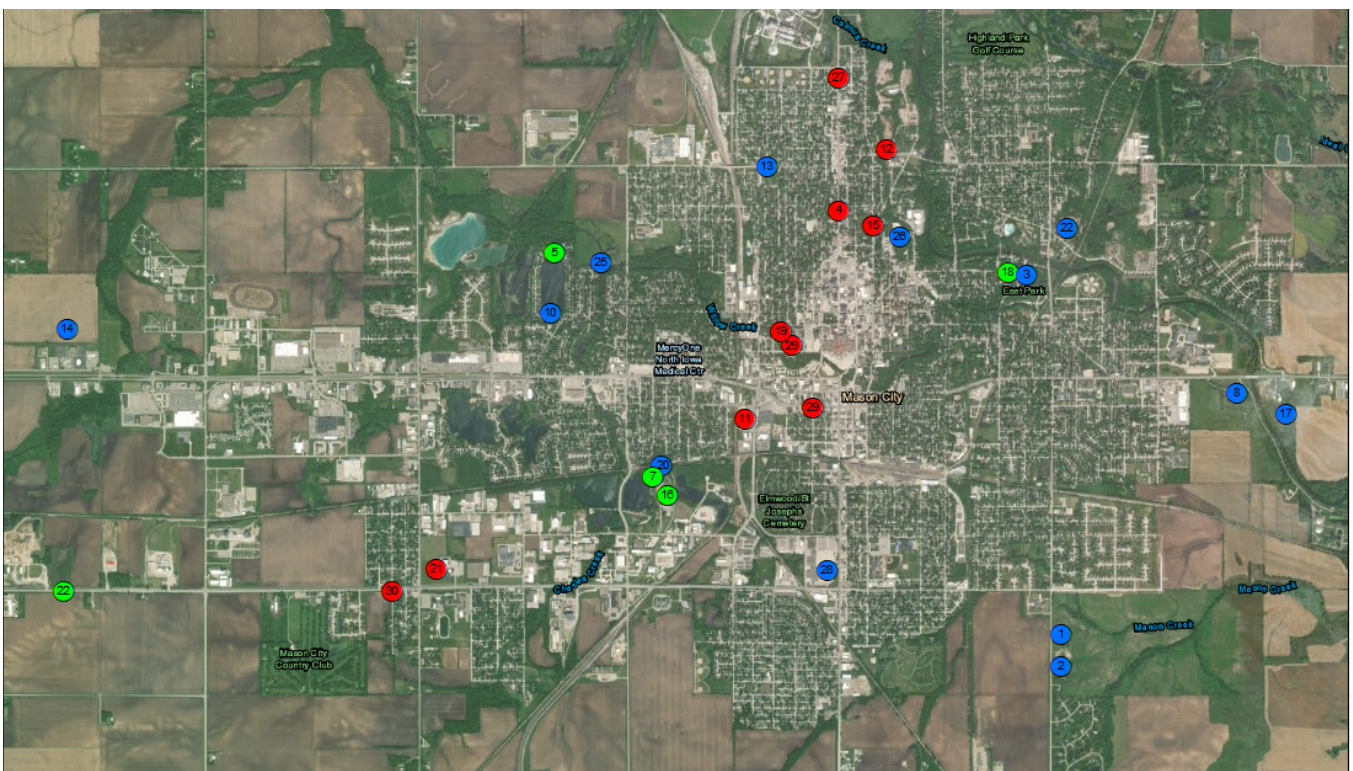 Calmus Creek
Highland Park
Golf Course
27
12
13
4
15
26
22
5
25
18
3
East Park
10
14
Willow Creek
19
29
MercyOne
North Iowa
Medical Ctr
8
Mason City
29
17
11
20
7
16
Elmwood/St
Josephs
Cemetery
21
28
Chelsea Creek
22
30
Mason Creek
Mason Creek
1
Mason City
Country Club
2